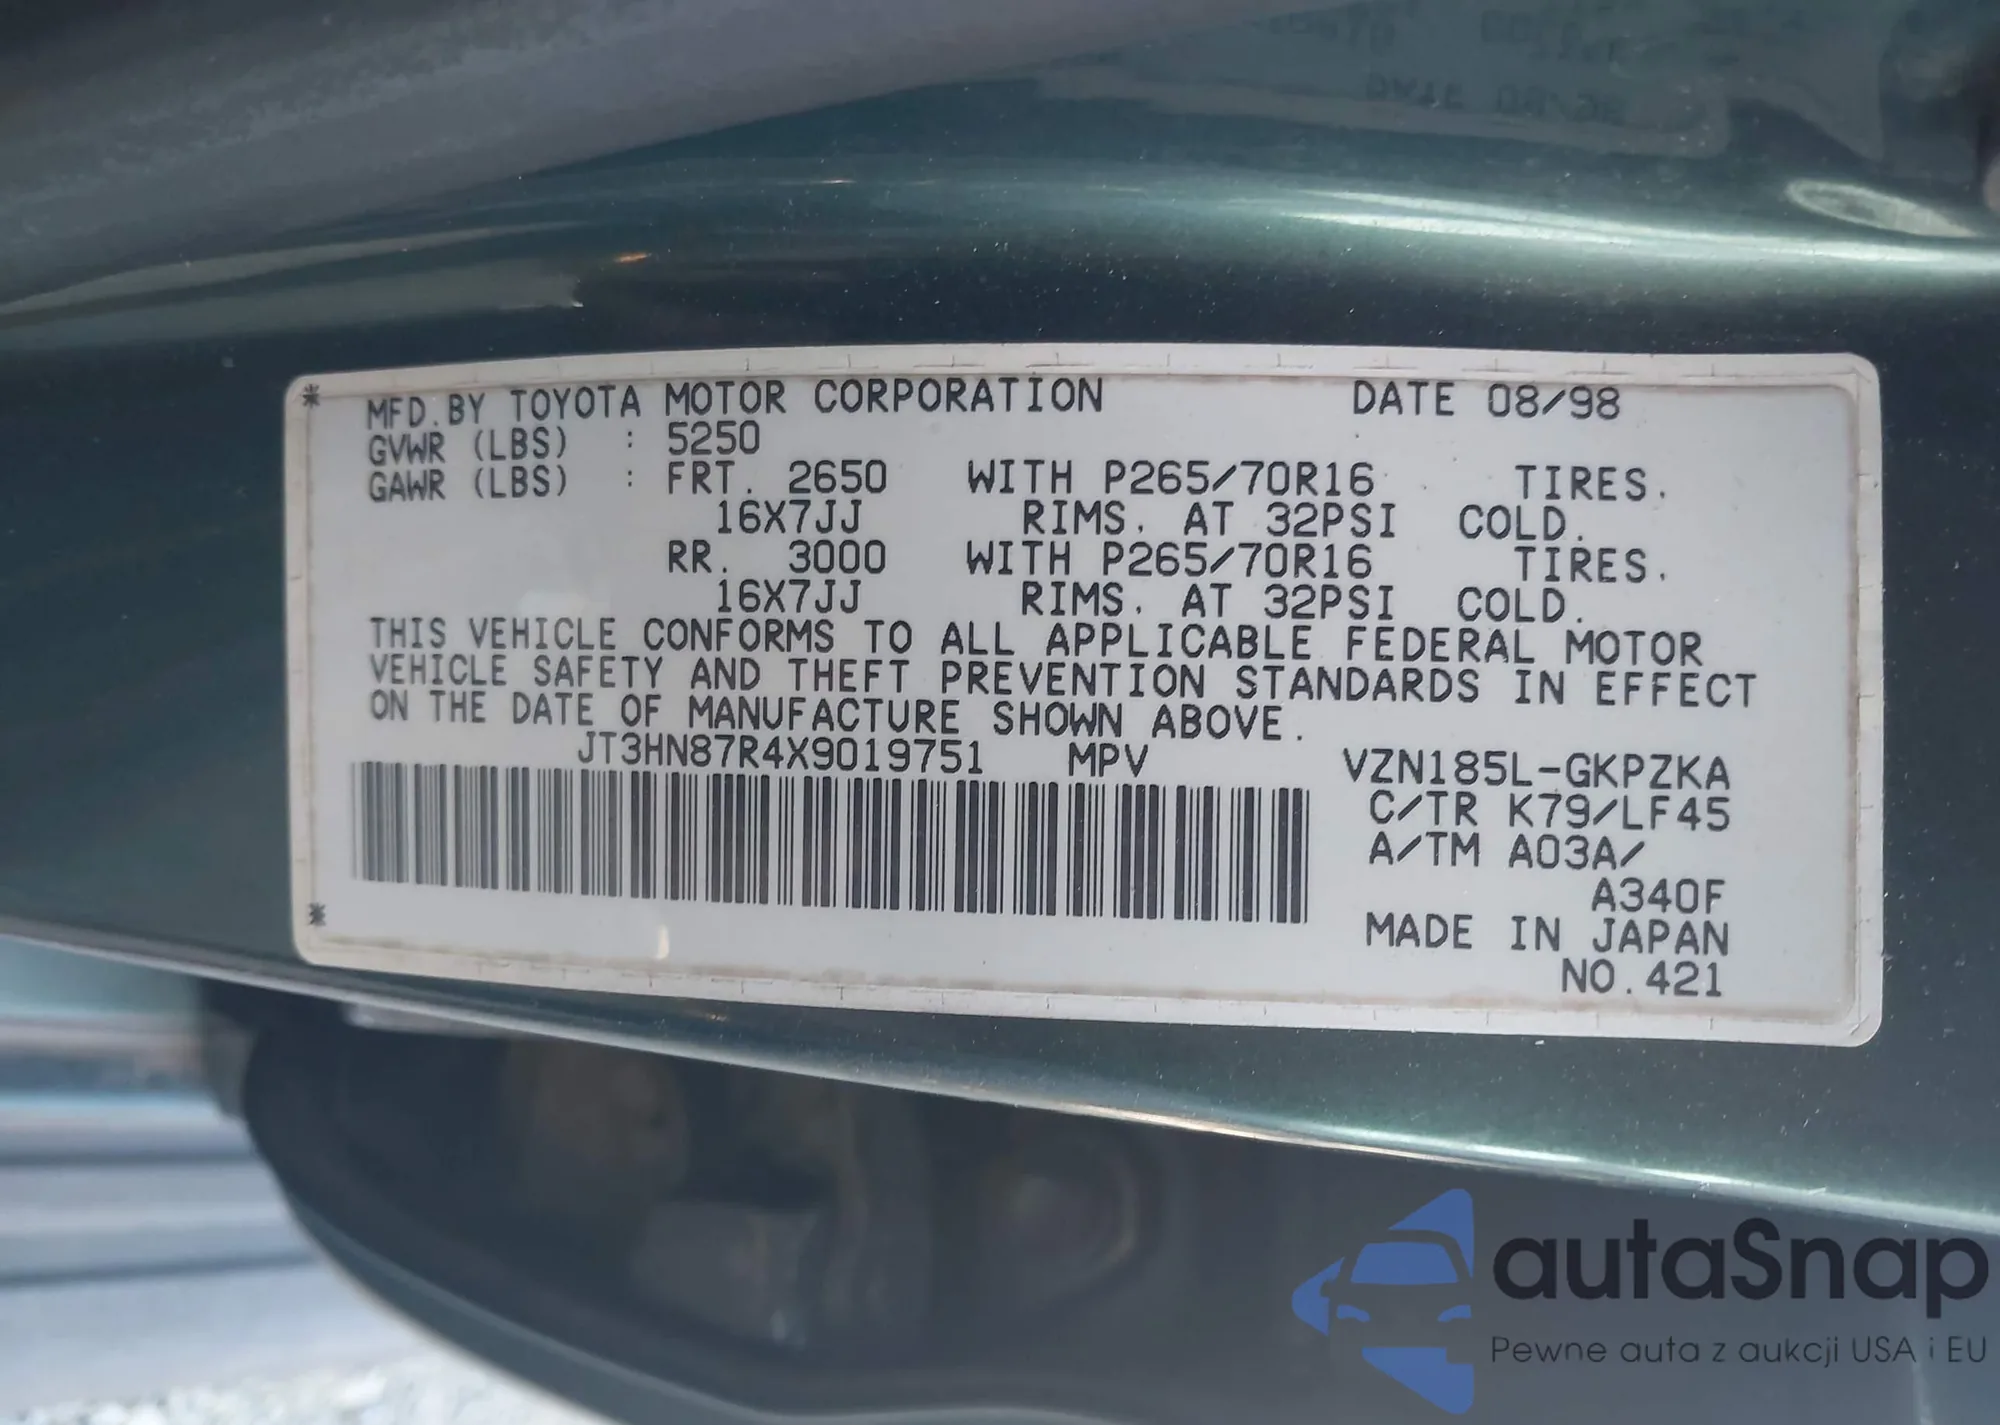 * MFD.BY TOYOTA MOTOR CORPORATION DATE 08/98
GVWR (LBS) : 5250
GAWR (LBS) : FRT. 2650 WITH P265/70R16 TIRES.
16X7JJ RIMS. AT 32PSI COLD.
RR. 3000 WITH P265/70R16 TIRES.
16X7JJ RIMS. AT 32PSI COLD.
THIS VEHICLE CONFORMS TO ALL APPLICABLE FEDERAL MOTOR
VEHICLE SAFETY AND THEFT PREVENTION STANDARDS IN EFFECT
ON THE DATE OF MANUFACTURE SHOWN ABOVE.
JT3HN87R4X9019751 MPV VZN185L-GKPZKA
C/TR K79/LF45
A/TM A03A/
A340F
* MADE IN JAPAN
NO.421
autaSnap
Pewne auta z aukcji USA i EU